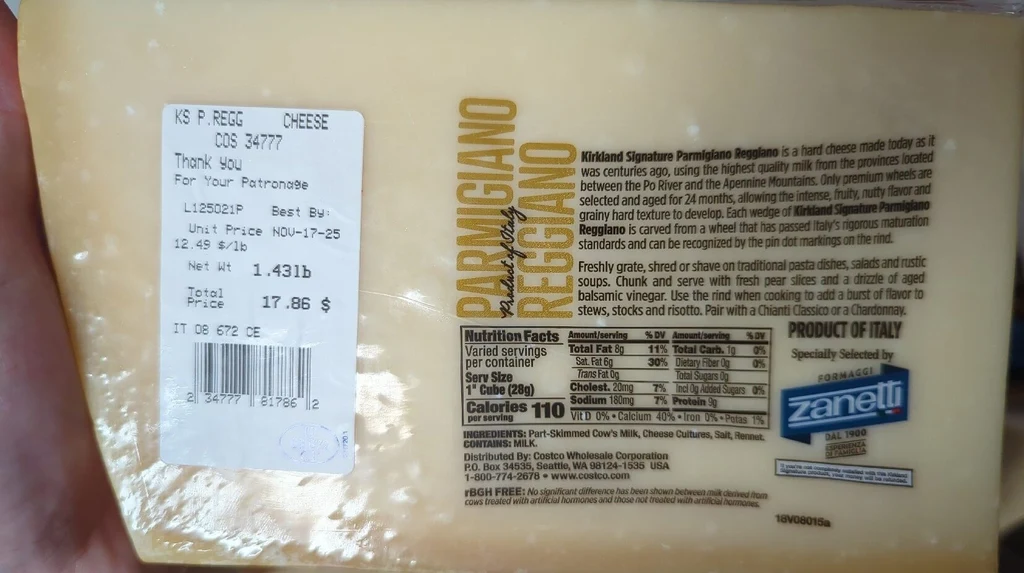 KS P.REGG CHEESE
COS 34777
Thank You
For Your Patronage
L125021P Best By:
Unit Price NOV-17-25
12.49 $/lb
Net Wt 1.43lb
Total
Price 17.86 $
IT 08 672 CE
2 34777 81786 2
PARMIGIANO
Product of Italy
REGGIANO
Kirkland Signature Parmigiano Reggiano is a hard cheese made today as it
was centuries ago, using the highest quality milk from the provinces located
between the Po River and the Apennine Mountains. Only premium wheels are
selected and aged for 24 months, allowing the intense, fruity, nutty flavor and
grainy hard texture to develop. Each wedge of Kirkland Signature Parmigiano
Reggiano is carved from a wheel that has passed Italy's rigorous maturation
standards and can be recognized by the pin dot markings on the rind.
Freshly grate, shred or shave on traditional pasta dishes, salads and rustic
soups. Chunk and serve with fresh pear slices and a drizzle of aged
balsamic vinegar. Use the rind when cooking to add a burst of flavor to
stews, stocks and risotto. Pair with a Chianti Classico or a Chardonnay.
Nutrition Facts
Varied servings
per container
Serv Size
1" Cube (28g)
Calories 110
per serving
Amount/serving % DV Amount/serving % DV
Total Fat 8g 11% Total Carb. 1g 0%
Sat. Fat 6g 30% Dietary Fiber 0g 0%
Trans Fat 0g Total Sugars 0g
Cholest. 20mg 7% Incl 0g Added Sugars 0%
Sodium 180mg 7% Protein 9g
Vit D 0% • Calcium 40% • Iron 0% • Potas 1%
INGREDIENTS: Part-Skimmed Cow's Milk, Cheese Cultures, Salt, Rennet.
CONTAINS: MILK.
Distributed By: Costco Wholesale Corporation
P.O. Box 34535, Seattle, WA 98124-1535 USA
1-800-774-2678 • www.costco.com
rBGH FREE: No significant difference has been shown between milk derived from
cows treated with artificial hormones and those not treated with artificial hormones.
PRODUCT OF ITALY
Specially Selected by
FORMAGGI
zanetti
DAL 1900
ESPERIENZA
DI FAMIGLIA
18V08015a